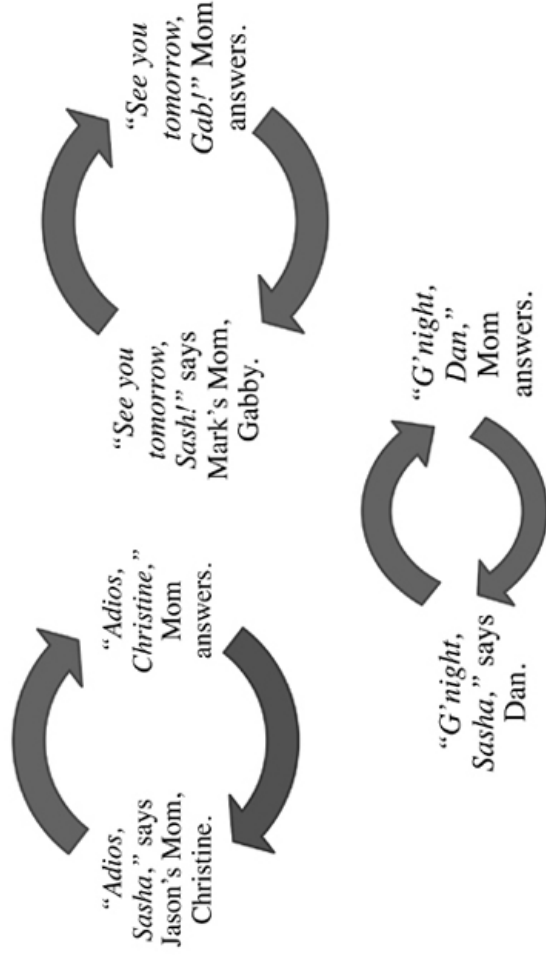 “Adios,
Sasha,” says
Jason’s Mom,
Christine.
“Adios,
Christine,”
Mom
answers.
“See you
tomorrow,
Sash!” says
Mark’s Mom,
Gabby.
“See you
tomorrow,
Gab!” Mom
answers.
“G’night,
Sasha,” says
Dan.
“G’night,
Dan,”
Mom
answers.